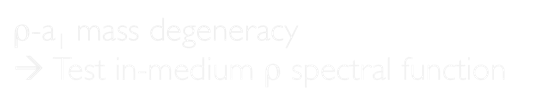 ρ-a₁ mass degeneracy
→ Test in-medium ρ spectral function